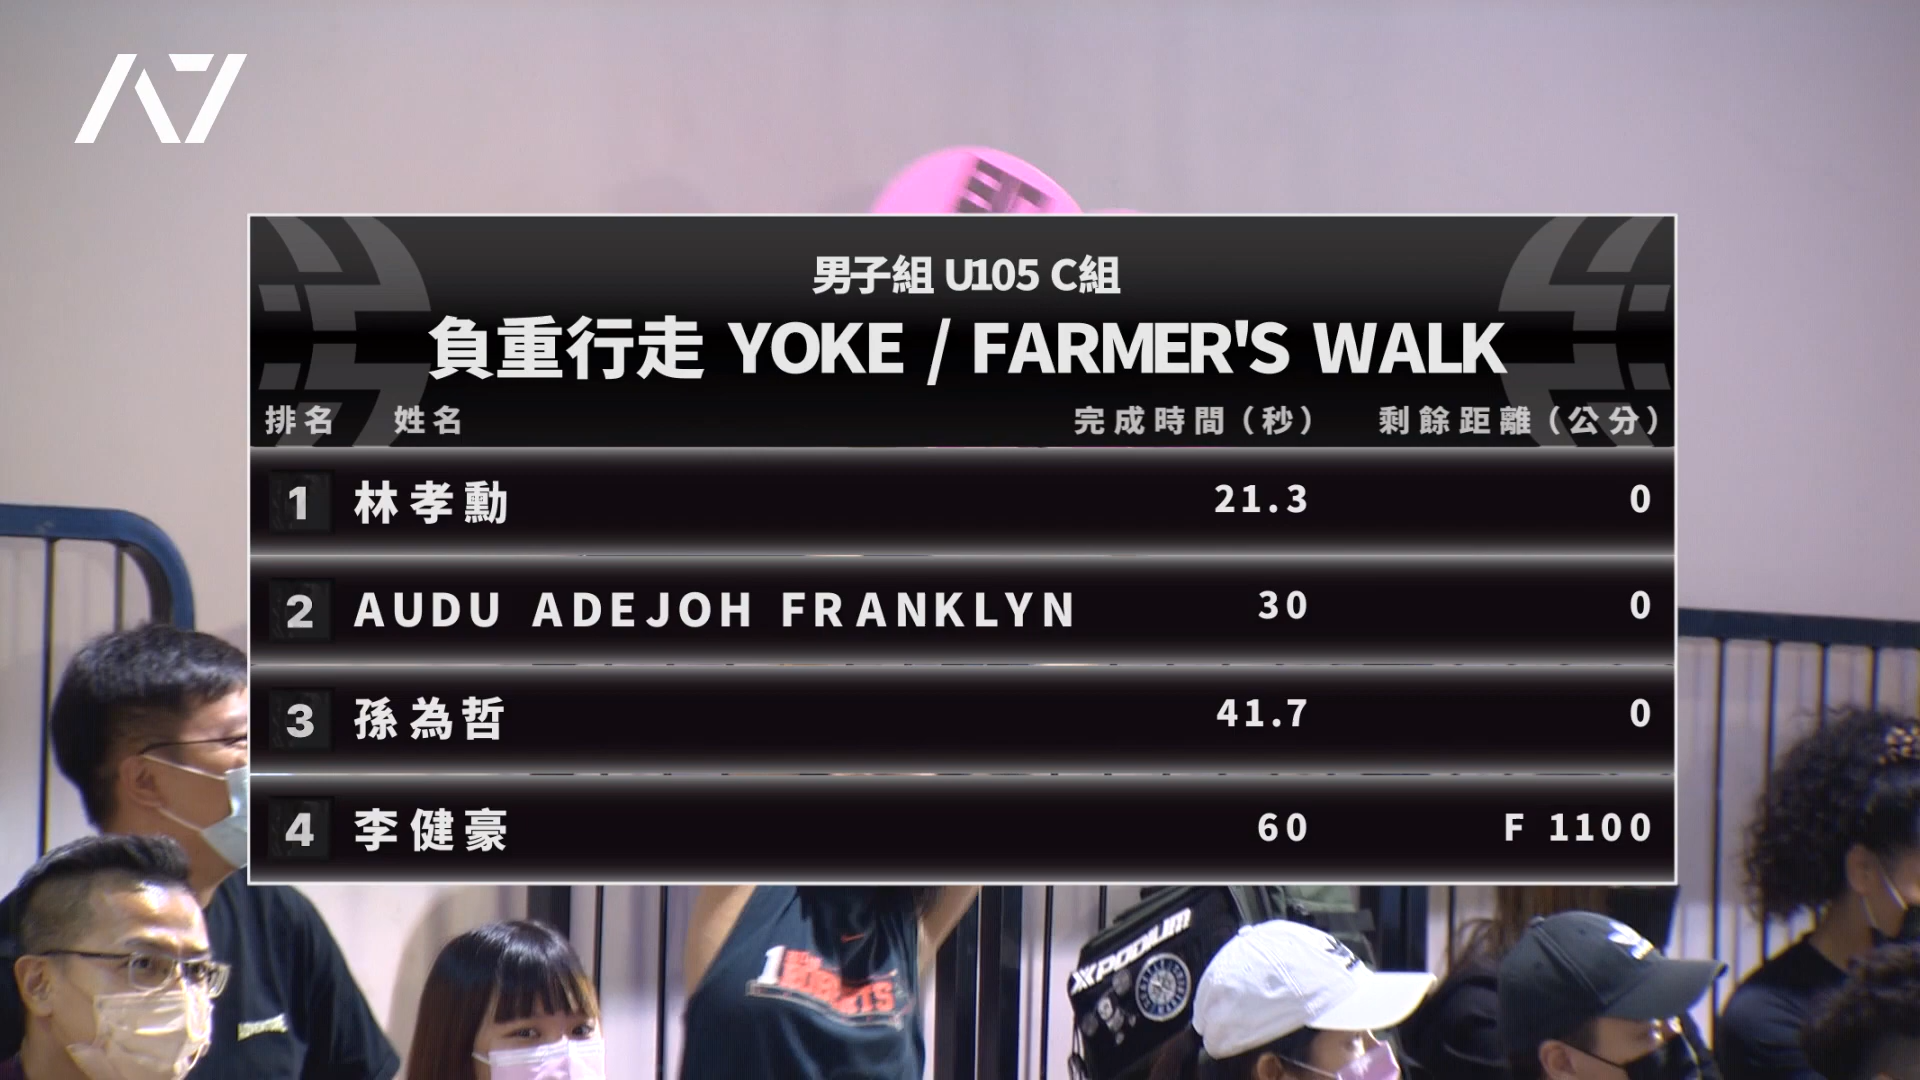 A7
男子組 U105 C組
負重行走 YOKE / FARMER'S WALK
排名 姓名 完成時間（秒） 剩餘距離（公分）
1 林孝勳 21.3 0
2 AUDU ADEJOH FRANKLYN 30 0
3 孫為哲 41.7 0
4 李健豪 60 F 1100
XPODIUM